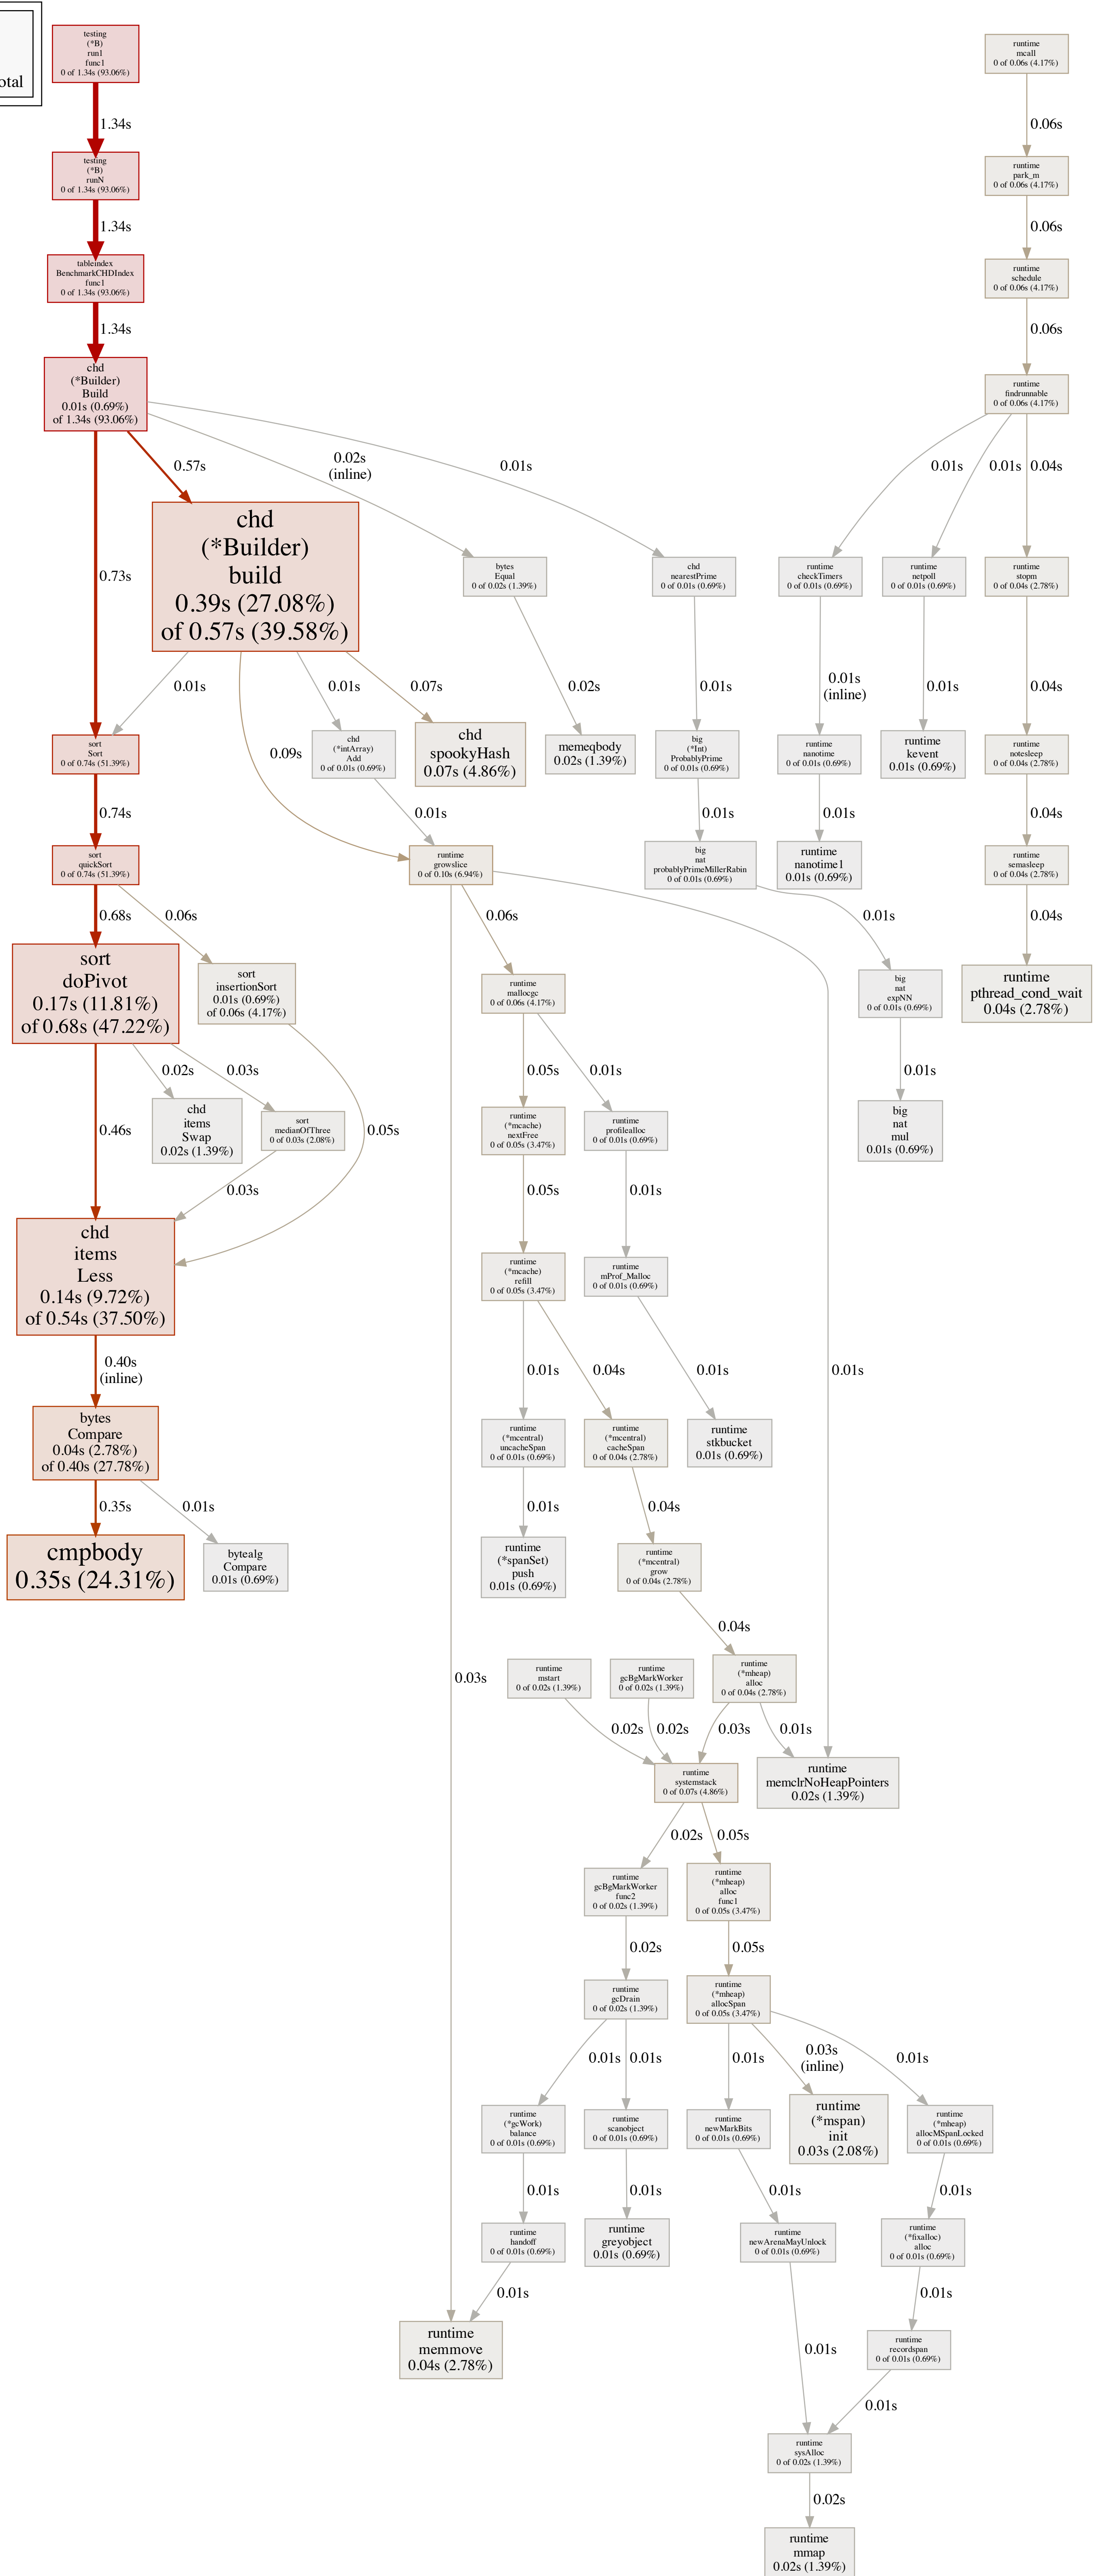 otal
testing
(*B)
run1
func1
0 of 1.34s (93.06%)
runtime
mcall
0 of 0.06s (4.17%)
1.34s
0.06s
testing
(*B)
runN
0 of 1.34s (93.06%)
runtime
park_m
0 of 0.06s (4.17%)
1.34s
0.06s
tableindex
BenchmarkCHDIndex
func1
0 of 1.34s (93.06%)
runtime
schedule
0 of 0.06s (4.17%)
1.34s
0.06s
chd
(*Builder)
Build
0.01s (0.69%)
of 1.34s (93.06%)
runtime
findrunnable
0 of 0.06s (4.17%)
0.57s
0.02s
(inline)
0.01s
0.01s
0.01s
0.04s
0.73s
chd
(*Builder)
build
0.39s (27.08%)
of 0.57s (39.58%)
bytes
Equal
0 of 0.02s (1.39%)
chd
nearestPrime
0 of 0.01s (0.69%)
runtime
checkTimers
0 of 0.01s (0.69%)
runtime
netpoll
0 of 0.01s (0.69%)
runtime
stopm
0 of 0.04s (2.78%)
0.01s
0.09s
0.01s
0.07s
0.02s
0.01s
0.01s
(inline)
0.01s
0.04s
sort
Sort
0 of 0.74s (51.39%)
chd
(*intArray)
Add
0 of 0.01s (0.69%)
chd
spookyHash
0.07s (4.86%)
memeqbody
0.02s (1.39%)
big
(*Int)
ProbablyPrime
0 of 0.01s (0.69%)
runtime
nanotime
0 of 0.01s (0.69%)
runtime
kevent
0.01s (0.69%)
runtime
notesleep
0 of 0.04s (2.78%)
0.74s
0.01s
0.01s
0.01s
0.04s
sort
quickSort
0 of 0.74s (51.39%)
runtime
growslice
0 of 0.10s (6.94%)
big
nat
probablyPrimeMillerRabin
0 of 0.01s (0.69%)
runtime
nanotime1
0.01s (0.69%)
runtime
semasleep
0 of 0.04s (2.78%)
0.68s
0.06s
0.06s
0.01s
0.04s
sort
doPivot
0.17s (11.81%)
of 0.68s (47.22%)
sort
insertionSort
0.01s (0.69%)
of 0.06s (4.17%)
runtime
mallocgc
0 of 0.06s (4.17%)
big
nat
expNN
0 of 0.01s (0.69%)
runtime
pthread_cond_wait
0.04s (2.78%)
0.02s
0.03s
0.05s
0.01s
0.01s
0.46s
chd
items
Swap
0.02s (1.39%)
sort
medianOfThree
0 of 0.03s (2.08%)
0.05s
runtime
(*mcache)
nextFree
0 of 0.05s (3.47%)
runtime
profilealloc
0 of 0.01s (0.69%)
big
nat
mul
0.01s (0.69%)
0.03s
0.05s
0.01s
chd
items
Less
0.14s (9.72%)
of 0.54s (37.50%)
runtime
(*mcache)
refill
0 of 0.05s (3.47%)
runtime
mProf_Malloc
0 of 0.01s (0.69%)
0.40s
(inline)
0.01s
0.04s
0.01s
0.01s
bytes
Compare
0.04s (2.78%)
of 0.40s (27.78%)
runtime
(*mcentral)
uncacheSpan
0 of 0.01s (0.69%)
runtime
(*mcentral)
cacheSpan
0 of 0.04s (2.78%)
runtime
stkbucket
0.01s (0.69%)
0.35s
0.01s
0.01s
0.04s
cmpbody
0.35s (24.31%)
bytealg
Compare
0.01s (0.69%)
runtime
(*spanSet)
push
0.01s (0.69%)
runtime
(*mcentral)
grow
0 of 0.04s (2.78%)
0.04s
0.03s
runtime
mstart
0 of 0.02s (1.39%)
runtime
gcBgMarkWorker
0 of 0.02s (1.39%)
runtime
(*mheap)
alloc
0 of 0.04s (2.78%)
0.02s
0.02s
0.03s
0.01s
runtime
systemstack
0 of 0.07s (4.86%)
runtime
memclrNoHeapPointers
0.02s (1.39%)
0.02s
0.05s
runtime
gcBgMarkWorker
func2
0 of 0.02s (1.39%)
runtime
(*mheap)
alloc
func1
0 of 0.05s (3.47%)
0.02s
0.05s
runtime
gcDrain
0 of 0.02s (1.39%)
runtime
(*mheap)
allocSpan
0 of 0.05s (3.47%)
0.01s
0.01s
0.01s
0.03s
(inline)
0.01s
runtime
(*gcWork)
balance
0 of 0.01s (0.69%)
runtime
scanobject
0 of 0.01s (0.69%)
runtime
newMarkBits
0 of 0.01s (0.69%)
runtime
(*mspan)
init
0.03s (2.08%)
runtime
(*mheap)
allocMSpanLocked
0 of 0.01s (0.69%)
0.01s
0.01s
0.01s
0.01s
runtime
handoff
0 of 0.01s (0.69%)
runtime
greyobject
0.01s (0.69%)
runtime
newArenaMayUnlock
0 of 0.01s (0.69%)
runtime
(*fixalloc)
alloc
0 of 0.01s (0.69%)
0.01s
0.01s
runtime
memmove
0.04s (2.78%)
0.01s
runtime
recordspan
0 of 0.01s (0.69%)
0.01s
runtime
sysAlloc
0 of 0.02s (1.39%)
0.02s
runtime
mmap
0.02s (1.39%)